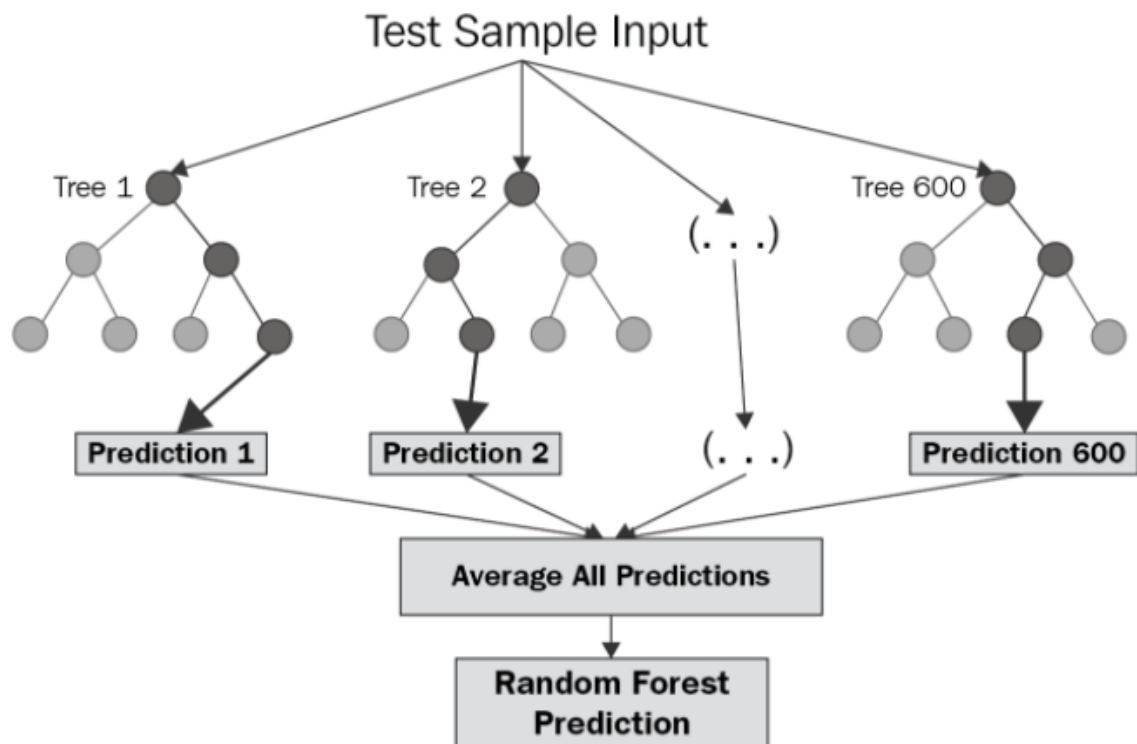 Test Sample Input
Tree 1
Tree 2
Tree 600
(. . .)
Prediction 1
Prediction 2
(. . .)
Prediction 600
Average All Predictions
Random Forest
Prediction